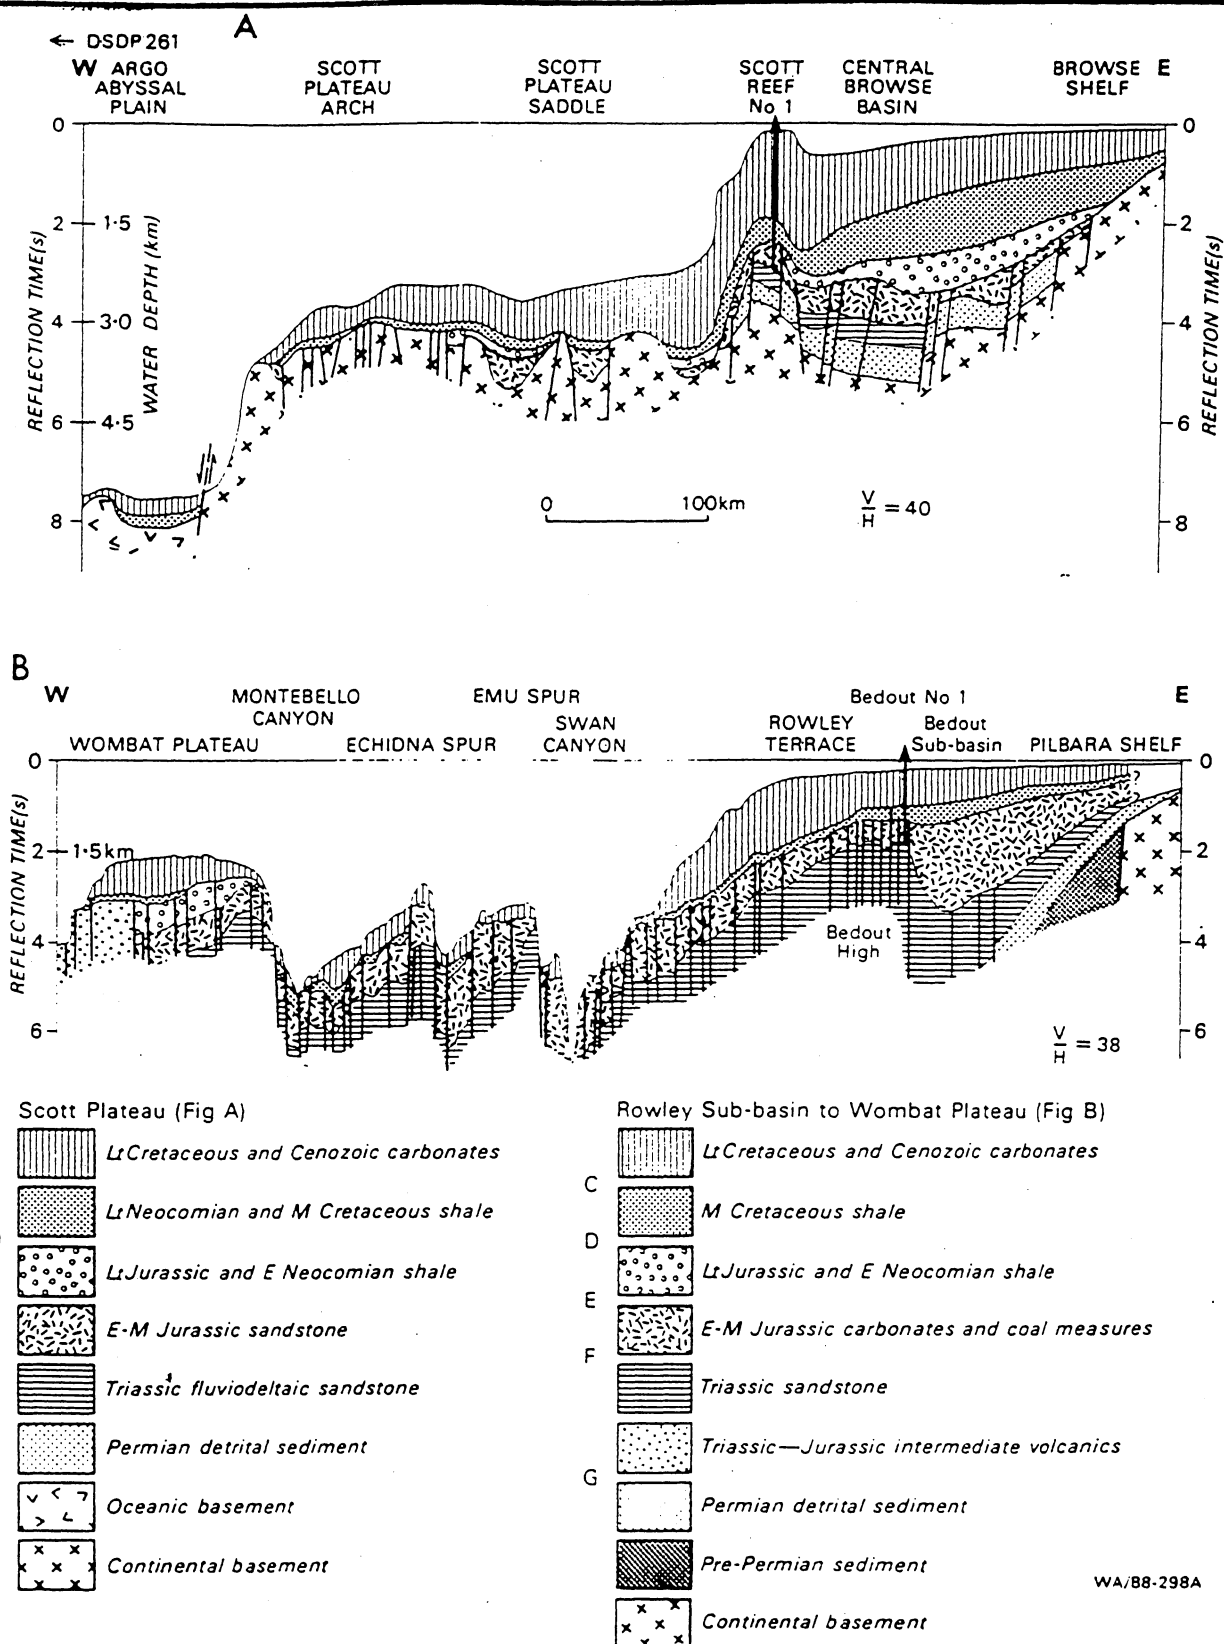 A
← DSDP 261
W ARGO ABYSSAL PLAIN
SCOTT PLATEAU ARCH
SCOTT PLATEAU SADDLE
SCOTT REEF No 1
CENTRAL BROWSE BASIN
BROWSE SHELF E
0
2
4
6
8
REFLECTION TIME(s)
1·5
3·0
4·5
WATER DEPTH (km)
0
2
4
6
8
REFLECTION TIME(s)
0 100km
V/H = 40
B
W
E
MONTEBELLO CANYON
EMU SPUR
Bedout No 1
WOMBAT PLATEAU
ECHIDNA SPUR
SWAN CANYON
ROWLEY TERRACE
Bedout Sub-basin
PILBARA SHELF
0
2
4
6
REFLECTION TIME(s)
1·5km
0
2
4
6
?
?
Bedout High
V/H = 38
Scott Plateau (Fig A)
Lt Cretaceous and Cenozoic carbonates
Lt Neocomian and M Cretaceous shale
Lt Jurassic and E Neocomian shale
E-M Jurassic sandstone
Triassic fluviodeltaic sandstone
Permian detrital sediment
Oceanic basement
Continental basement
Rowley Sub-basin to Wombat Plateau (Fig B)
Lt Cretaceous and Cenozoic carbonates
C
M Cretaceous shale
D
Lt Jurassic and E Neocomian shale
E
E-M Jurassic carbonates and coal measures
F
Triassic sandstone
Triassic—Jurassic intermediate volcanics
G
Permian detrital sediment
Pre-Permian sediment
Continental basement
WA/B8-298A